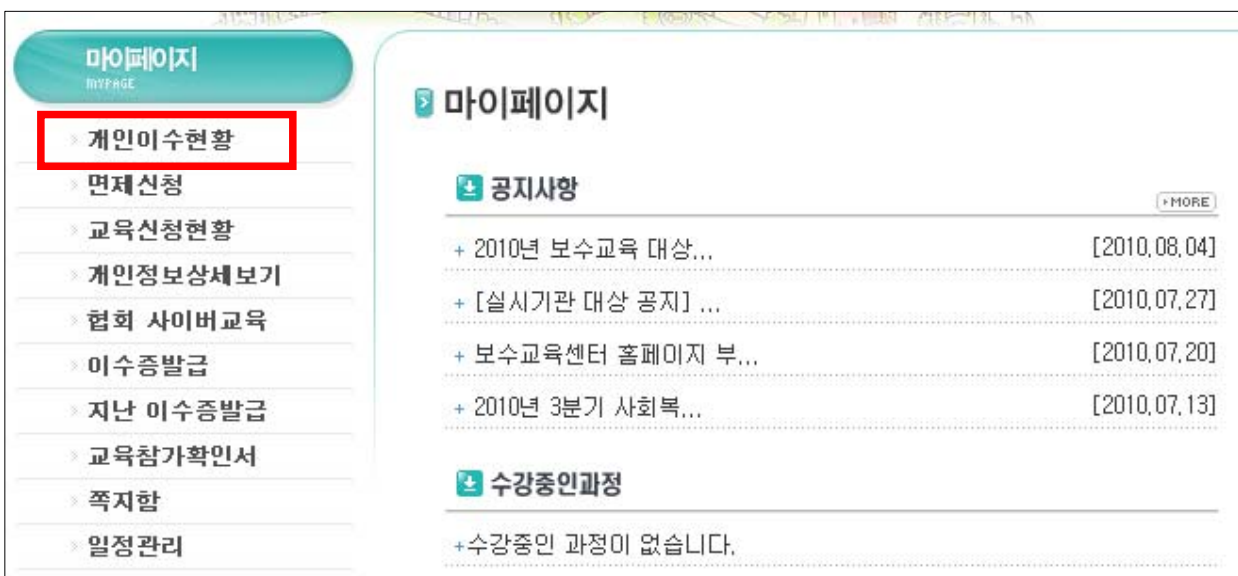 마이페이지
MYPAGE
개인이수현황
면제신청
교육신청현황
개인정보상세보기
협회 사이버교육
이수증발급
지난 이수증발급
교육참가확인서
쪽지함
일정관리
마이페이지
공지사항
MORE
+ 2010년 보수교육 대상... [2010.08.04]
+ [실시기관 대상 공지] ... [2010.07.27]
+ 보수교육센터 홈페이지 부... [2010.07.20]
+ 2010년 3분기 사회복... [2010.07.13]
수강중인과정
+수강중인 과정이 없습니다.